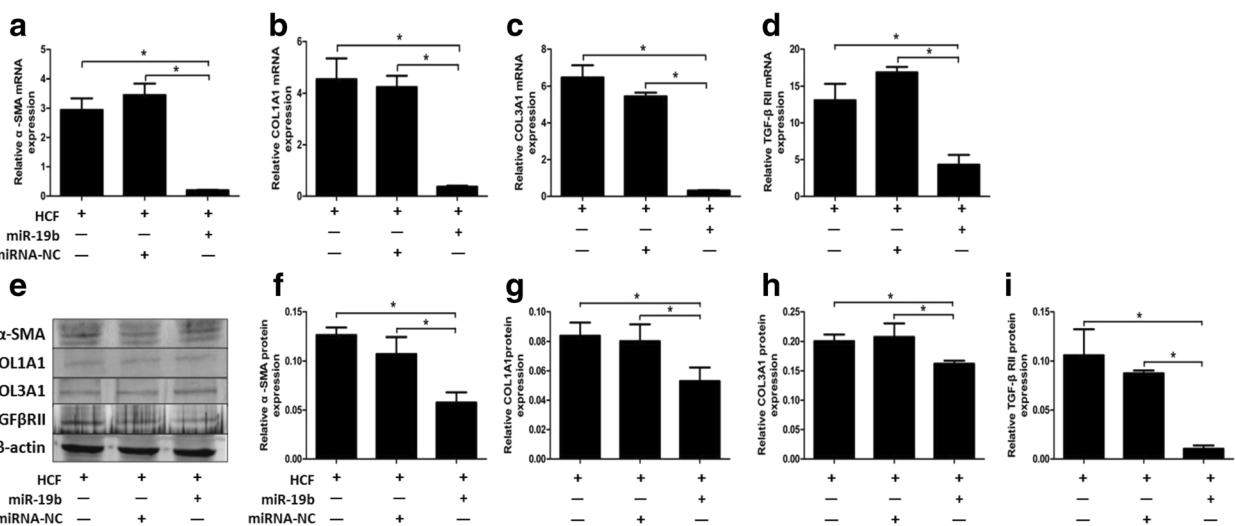 a
b
c
d
Relative α -SMA mRNA
expression
5
4
3
2
1
0
*
*
Relative COL1A1 mRNA
expression
6
4
2
0
*
*
Relative COL3A1 mRNA
expression
8
6
4
2
0
*
*
Relative TGF-β RII mRNA
expression
20
15
10
5
0
*
*
HCF + + + + + + + + + + + +
miR-19b — — + — — + — — + — — +
miRNA-NC — + — — + — — + — — + —
e
f
g
h
i
α-SMA
OL1A1
OL3A1
GFβRII
β-actin
Relative α -SMA protein
expression
0.15
0.10
0.05
0.00
*
*
Relative COL1A1protein
expression
0.10
0.08
0.06
0.04
0.02
0.00
*
*
Relative COL3A1 protein
expression
0.25
0.20
0.15
0.10
0.05
0.00
*
*
Relative TGF-β RII protein
expression
0.15
0.10
0.05
0.00
*
*
HCF + + +
HCF + + + + + + + + + + + +
miR-19b — — +
miR-19b — — + — — + — — + — — +
miRNA-NC — + —
miRNA-NC — + — — + — — + — — + —